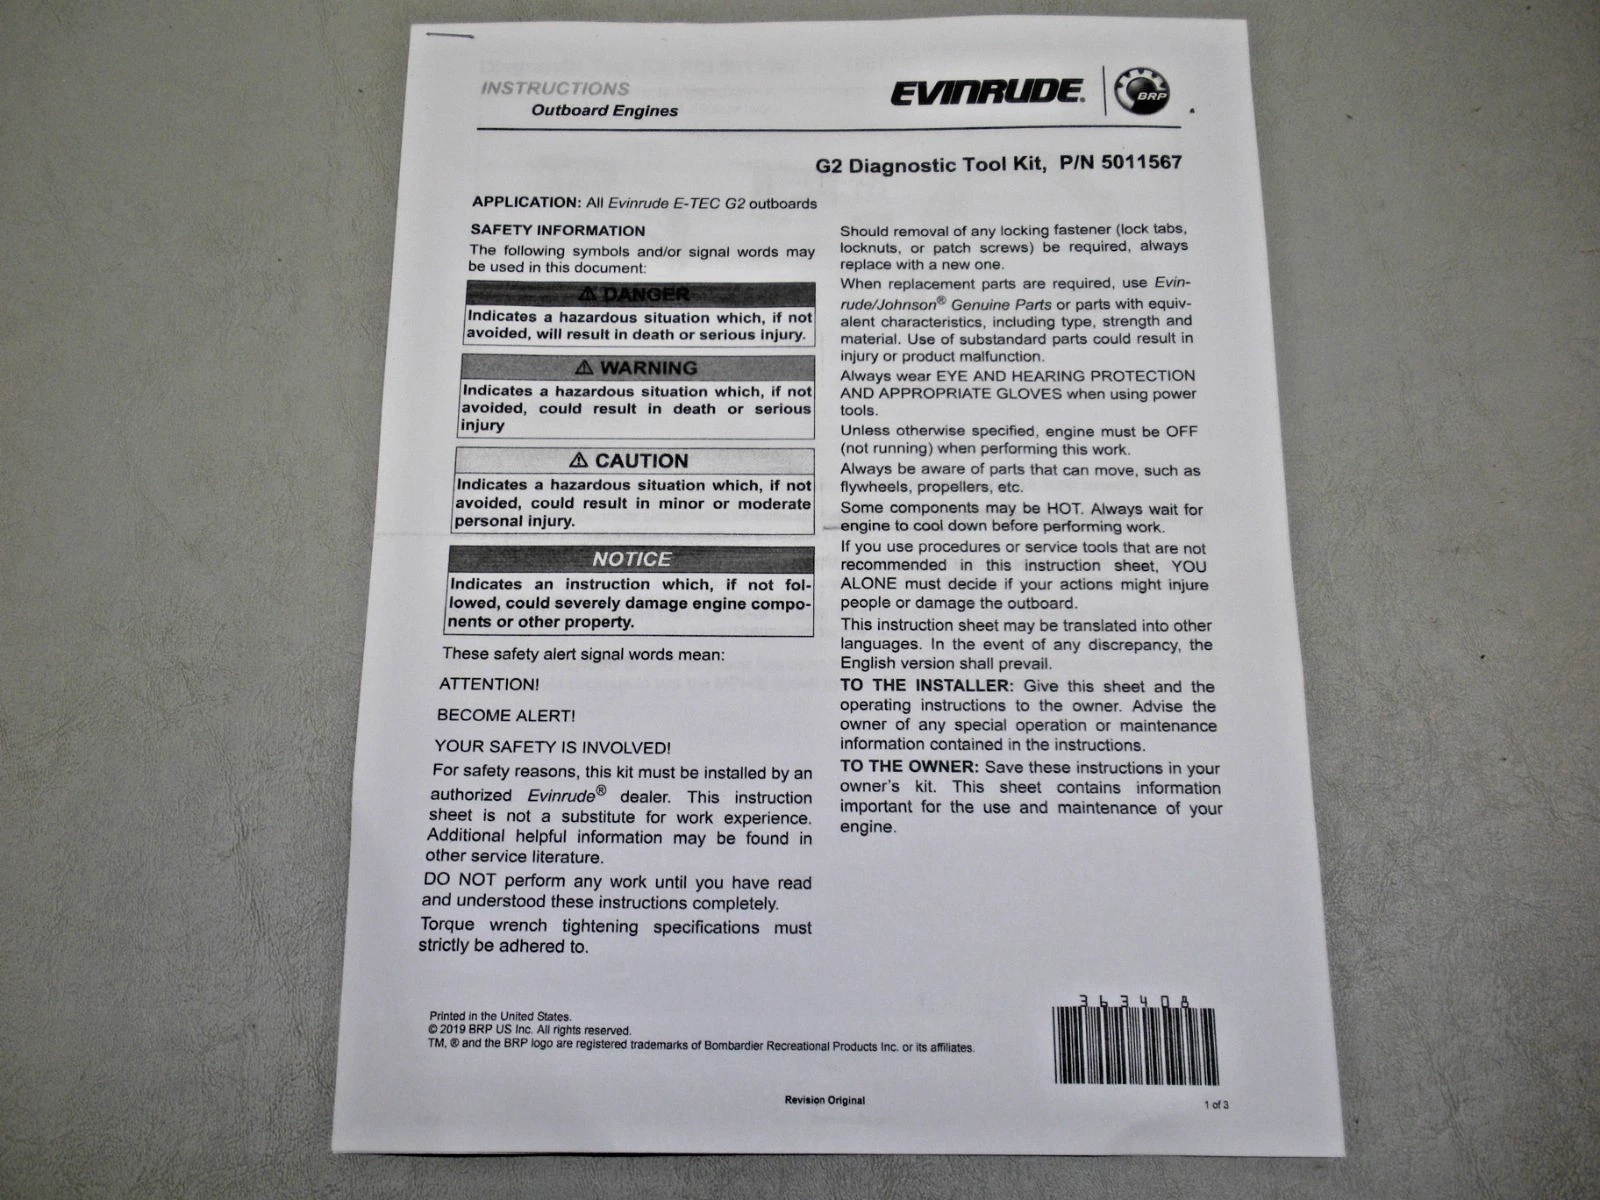 INSTRUCTIONS
Outboard Engines
EVINRUDE®
BRP
G2 Diagnostic Tool Kit, P/N 5011567
APPLICATION: All Evinrude E-TEC G2 outboards
SAFETY INFORMATION
The following symbols and/or signal words may
be used in this document:
⚠ DANGER
Indicates a hazardous situation which, if not
avoided, will result in death or serious injury.
⚠ WARNING
Indicates a hazardous situation which, if not
avoided, could result in death or serious
injury
⚠ CAUTION
Indicates a hazardous situation which, if not
avoided, could result in minor or moderate
personal injury.
NOTICE
Indicates an instruction which, if not fol-
lowed, could severely damage engine compo-
nents or other property.
These safety alert signal words mean:
ATTENTION!
BECOME ALERT!
YOUR SAFETY IS INVOLVED!
For safety reasons, this kit must be installed by an
authorized Evinrude® dealer. This instruction
sheet is not a substitute for work experience.
Additional helpful information may be found in
other service literature.
DO NOT perform any work until you have read
and understood these instructions completely.
Torque wrench tightening specifications must
strictly be adhered to.
Should removal of any locking fastener (lock tabs,
locknuts, or patch screws) be required, always
replace with a new one.
When replacement parts are required, use Evin-
rude/Johnson® Genuine Parts or parts with equiv-
alent characteristics, including type, strength and
material. Use of substandard parts could result in
injury or product malfunction.
Always wear EYE AND HEARING PROTECTION
AND APPROPRIATE GLOVES when using power
tools.
Unless otherwise specified, engine must be OFF
(not running) when performing this work.
Always be aware of parts that can move, such as
flywheels, propellers, etc.
Some components may be HOT. Always wait for
engine to cool down before performing work.
If you use procedures or service tools that are not
recommended in this instruction sheet, YOU
ALONE must decide if your actions might injure
people or damage the outboard.
This instruction sheet may be translated into other
languages. In the event of any discrepancy, the
English version shall prevail.
TO THE INSTALLER: Give this sheet and the
operating instructions to the owner. Advise the
owner of any special operation or maintenance
information contained in the instructions.
TO THE OWNER: Save these instructions in your
owner's kit. This sheet contains information
important for the use and maintenance of your
engine.
Printed in the United States.
© 2019 BRP US Inc. All rights reserved.
TM, ® and the BRP logo are registered trademarks of Bombardier Recreational Products Inc. or its affiliates.
363408
Revision Original
1 of 3